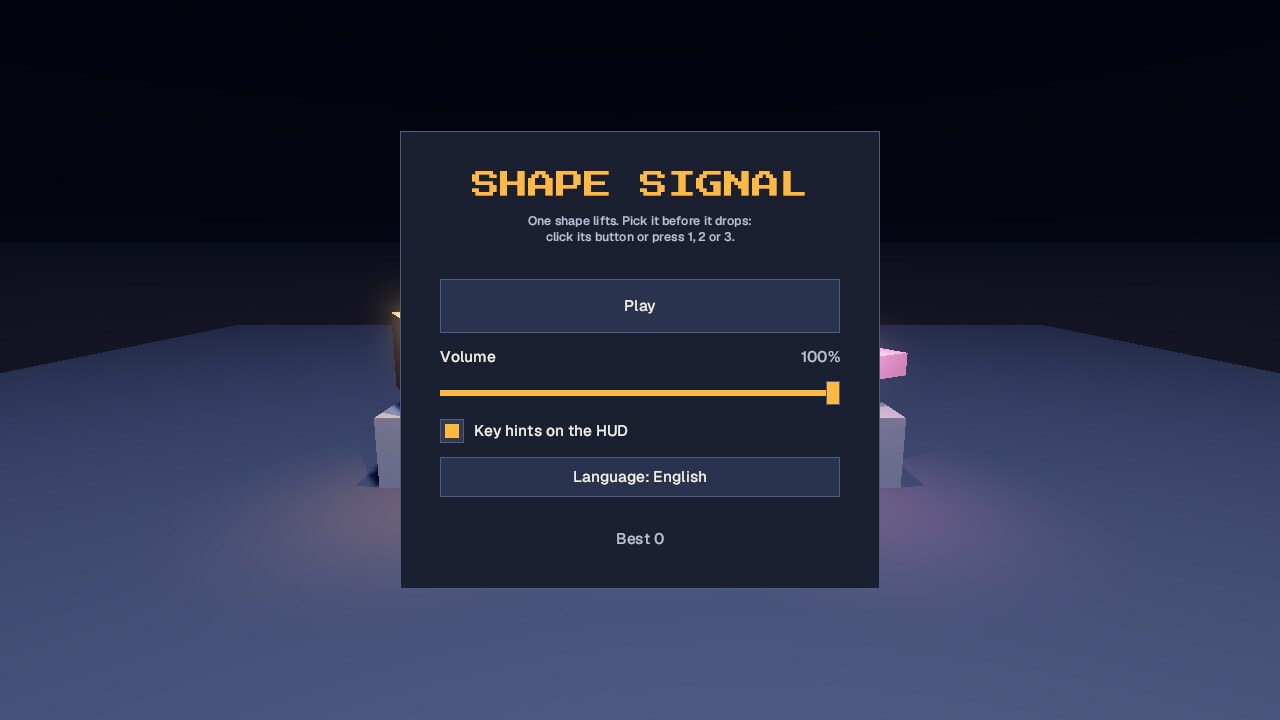 SHAPE SIGNAL
One shape lifts. Pick it before it drops:
click its button or press 1, 2 or 3.
Play
Volume 100%
Key hints on the HUD
Language: English
Best 0